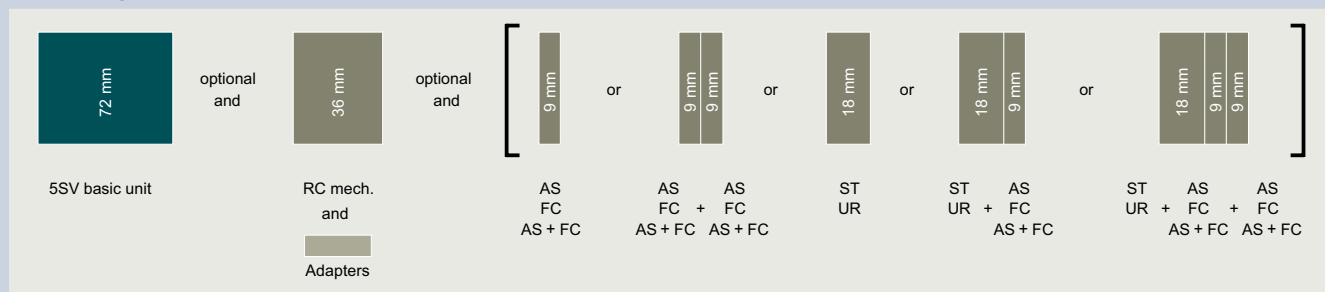 72 mm
optional
and
36 mm
optional
and
9 mm
or
9 mm
9 mm
or
18 mm
or
18 mm
9 mm
or
18 mm
9 mm
9 mm
5SV basic unit
RC mech.
and
Adapters
AS
FC
AS + FC
AS AS
FC + FC
AS + FC AS + FC
ST
UR
ST AS
UR + FC
AS + FC
ST AS AS
UR + FC + FC
AS + FC AS + FC